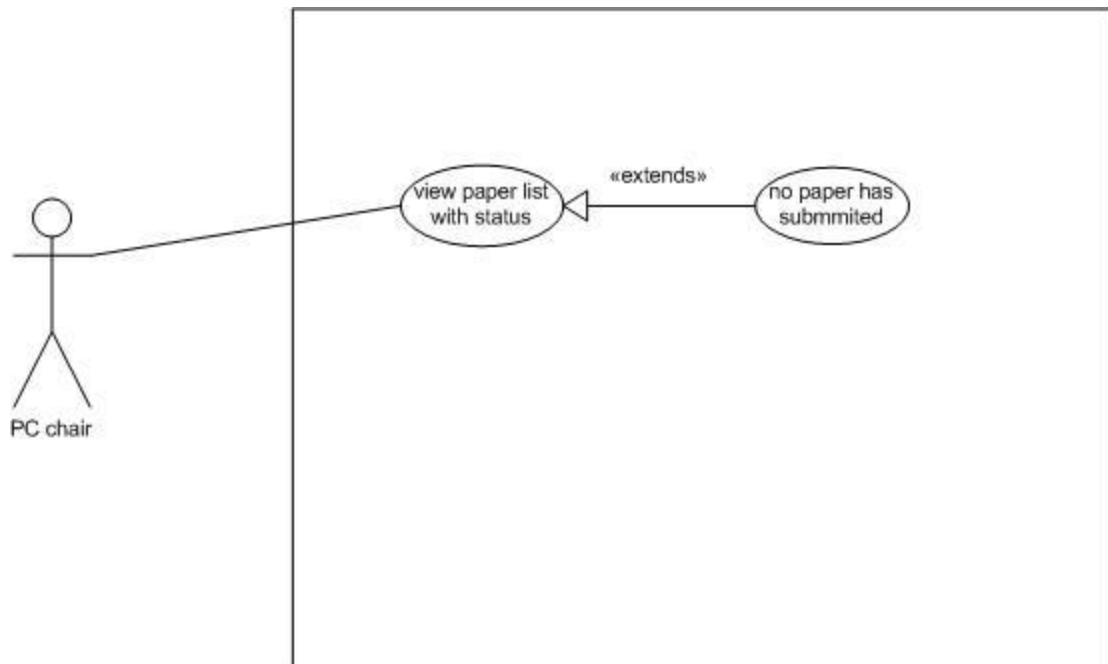 view paper list
with status
«extends»
no paper has
submmited
PC chair